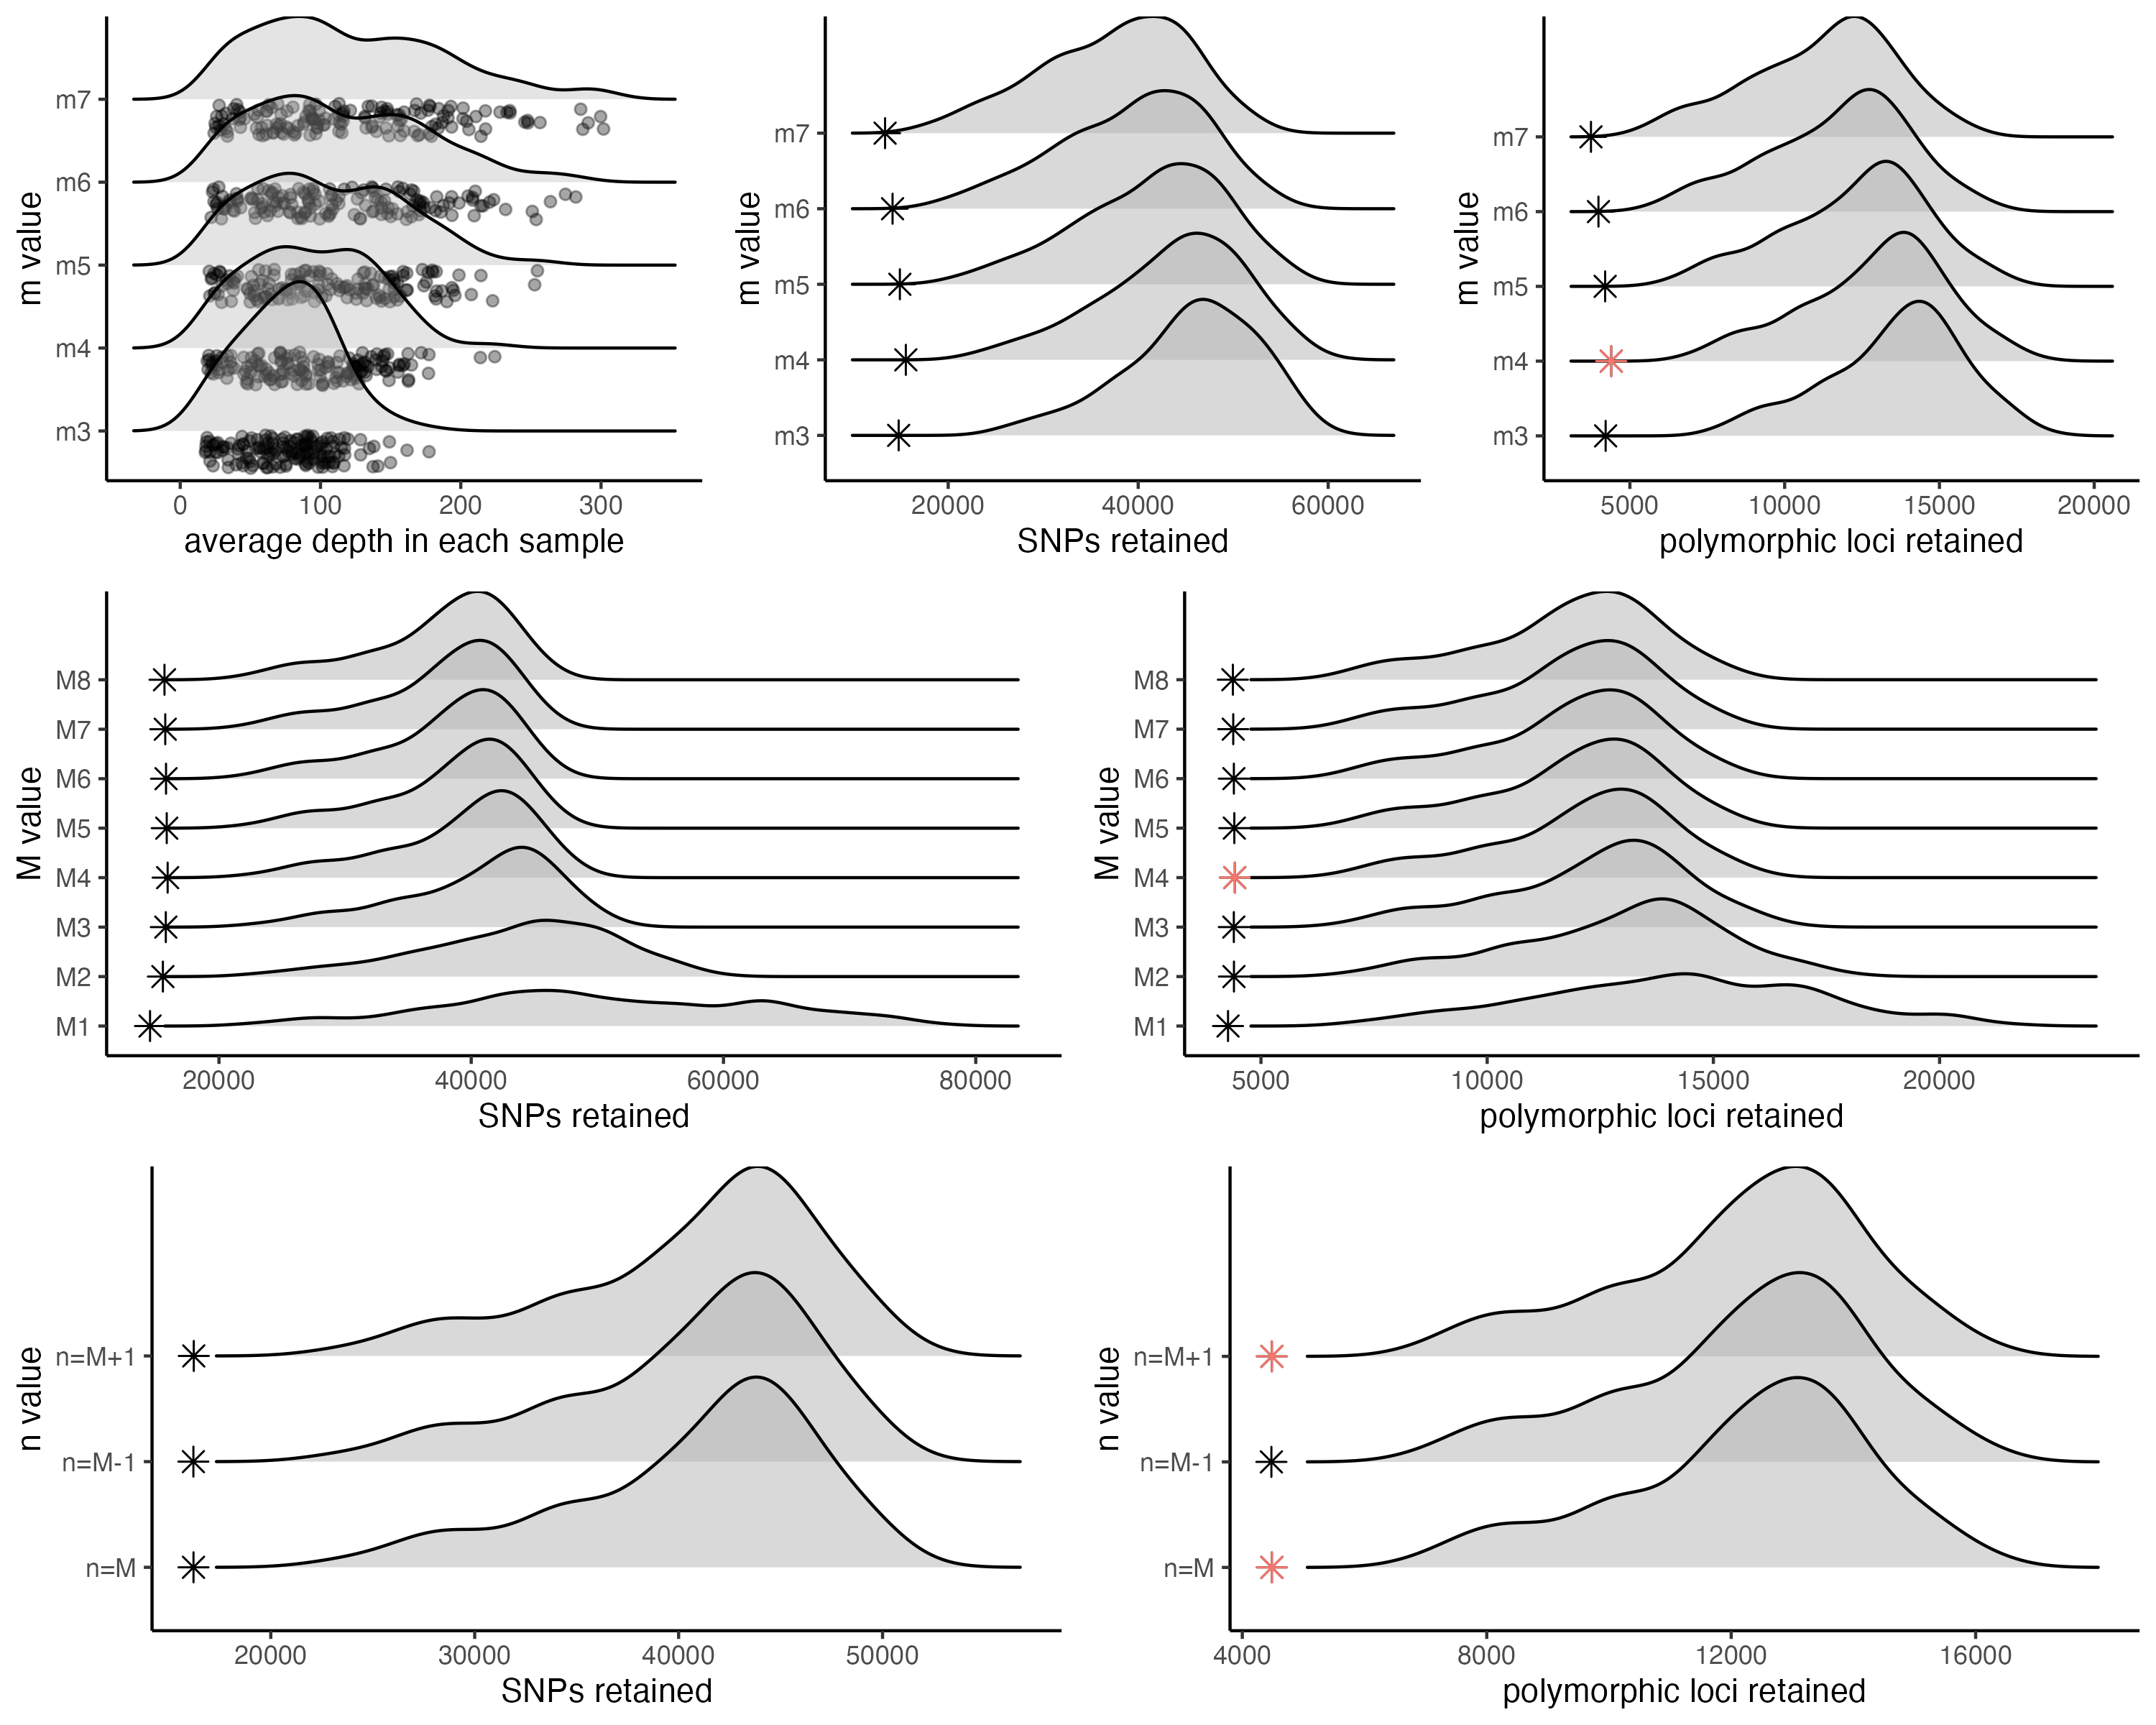 m value
m7
m6
m5
m4
m3
0 100 200 300
average depth in each sample
m value
m7
m6
m5
m4
m3
20000 40000 60000
SNPs retained
m value
m7
m6
m5
m4
m3
5000 10000 15000 20000
polymorphic loci retained
M value
M8
M7
M6
M5
M4
M3
M2
M1
20000 40000 60000 80000
SNPs retained
M value
M8
M7
M6
M5
M4
M3
M2
M1
5000 10000 15000 20000
polymorphic loci retained
n value
n=M+1
n=M-1
n=M
20000 30000 40000 50000
SNPs retained
n value
n=M+1
n=M-1
n=M
4000 8000 12000 16000
polymorphic loci retained